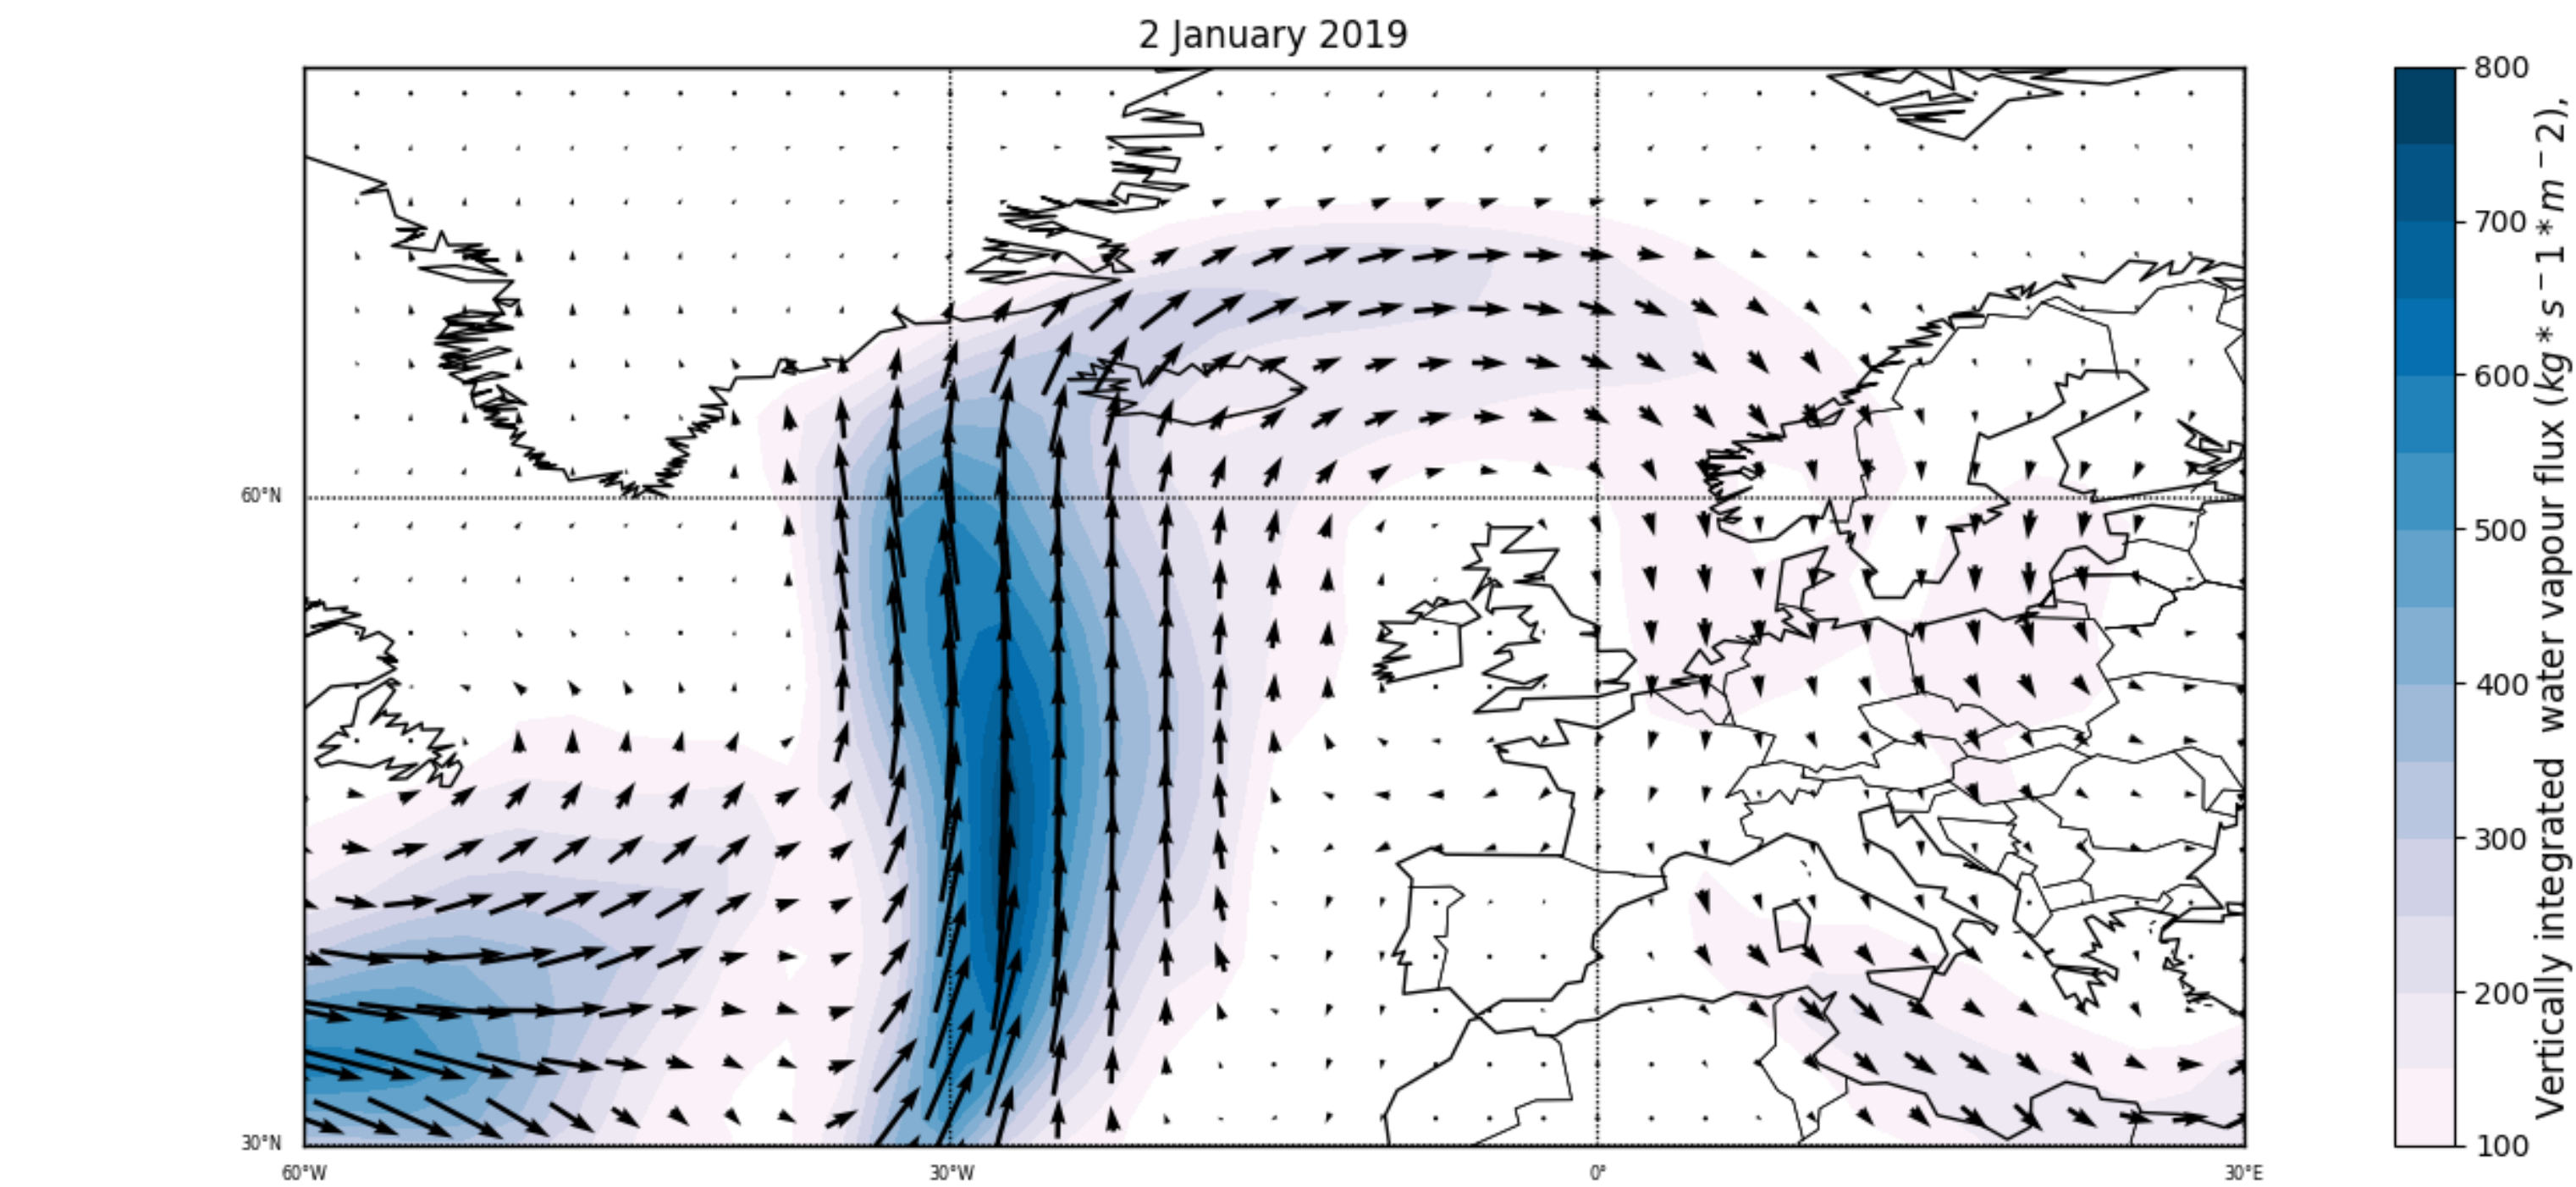 2 January 2019
60°N
30°N
60°W
30°W
0°
30°E
800
700
600
500
400
300
200
100
Vertically integrated  water vapour flux (kg * s − 1 * m − 2),